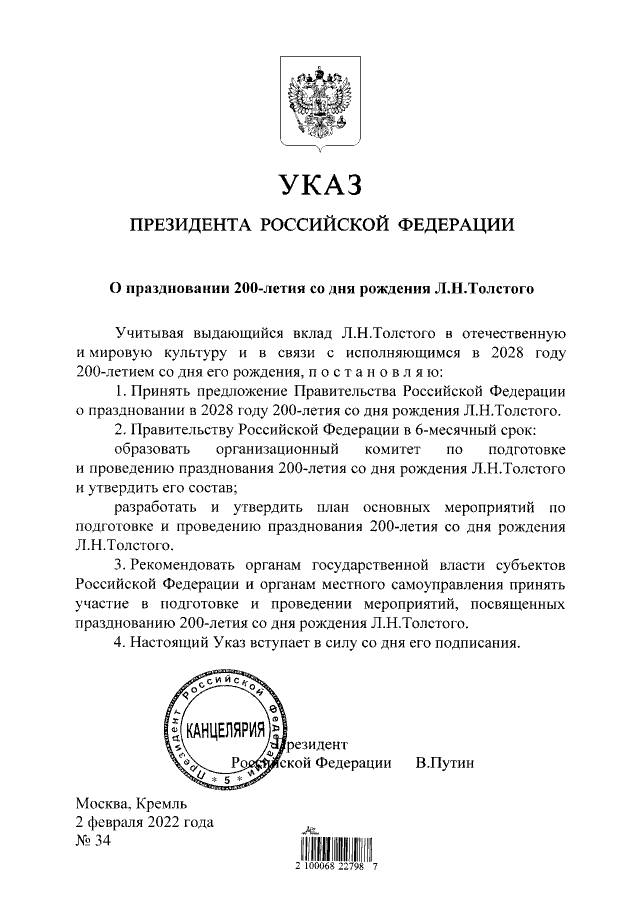 УКАЗ
ПРЕЗИДЕНТА РОССИЙСКОЙ ФЕДЕРАЦИИ
О праздновании 200-летия со дня рождения Л.Н.Толстого
Учитывая выдающийся вклад Л.Н.Толстого в отечественную
и мировую культуру и в связи с исполняющимся в 2028 году
200-летием со дня его рождения, п о с т а н о в л я ю:
1. Принять предложение Правительства Российской Федерации
о праздновании в 2028 году 200-летия со дня рождения Л.Н.Толстого.
2. Правительству Российской Федерации в 6-месячный срок:
образовать организационный комитет по подготовке
и проведению празднования 200-летия со дня рождения Л.Н.Толстого
и утвердить его состав;
разработать и утвердить план основных мероприятий по
подготовке и проведению празднования 200-летия со дня рождения
Л.Н.Толстого.
3. Рекомендовать органам государственной власти субъектов
Российской Федерации и органам местного самоуправления принять
участие в подготовке и проведении мероприятий, посвященных
празднованию 200-летия со дня рождения Л.Н.Толстого.
4. Настоящий Указ вступает в силу со дня его подписания.
Президент Российской Федерации
КАНЦЕЛЯРИЯ
* 5 *
Президент
Российской Федерации В.Путин
Москва, Кремль
2 февраля 2022 года
№ 34
2 100068 22798 7